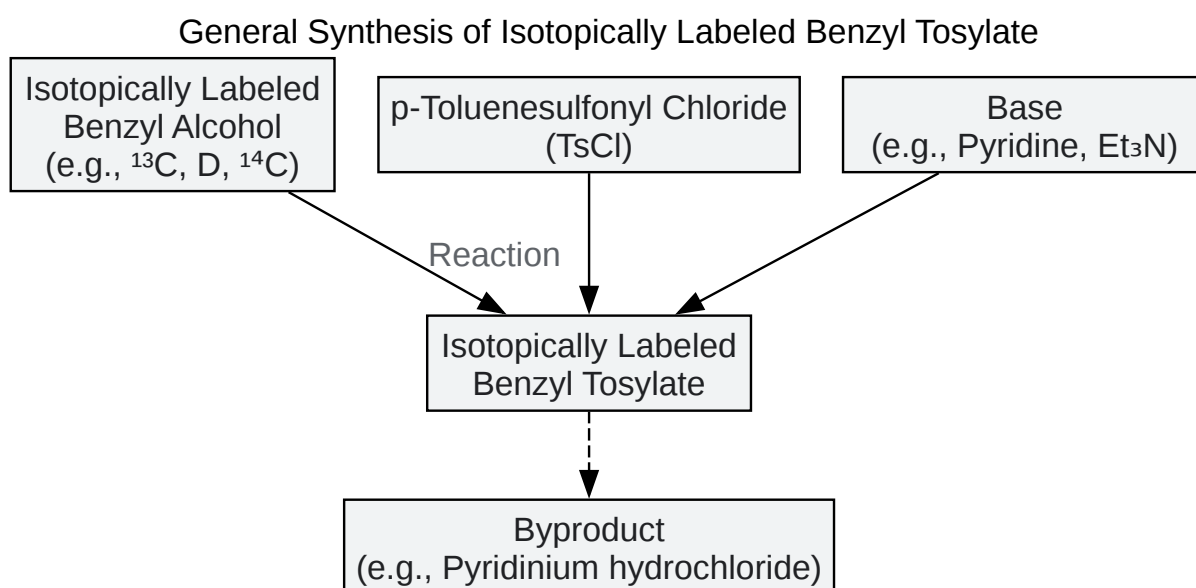 General Synthesis of Isotopically Labeled Benzyl Tosylate
Isotopically Labeled
Benzyl Alcohol
(e.g., ¹³C, D, ¹⁴C)
p-Toluenesulfonyl Chloride
(TsCl)
Base
(e.g., Pyridine, Et₃N)
Reaction
Isotopically Labeled
Benzyl Tosylate
Byproduct
(e.g., Pyridinium hydrochloride)